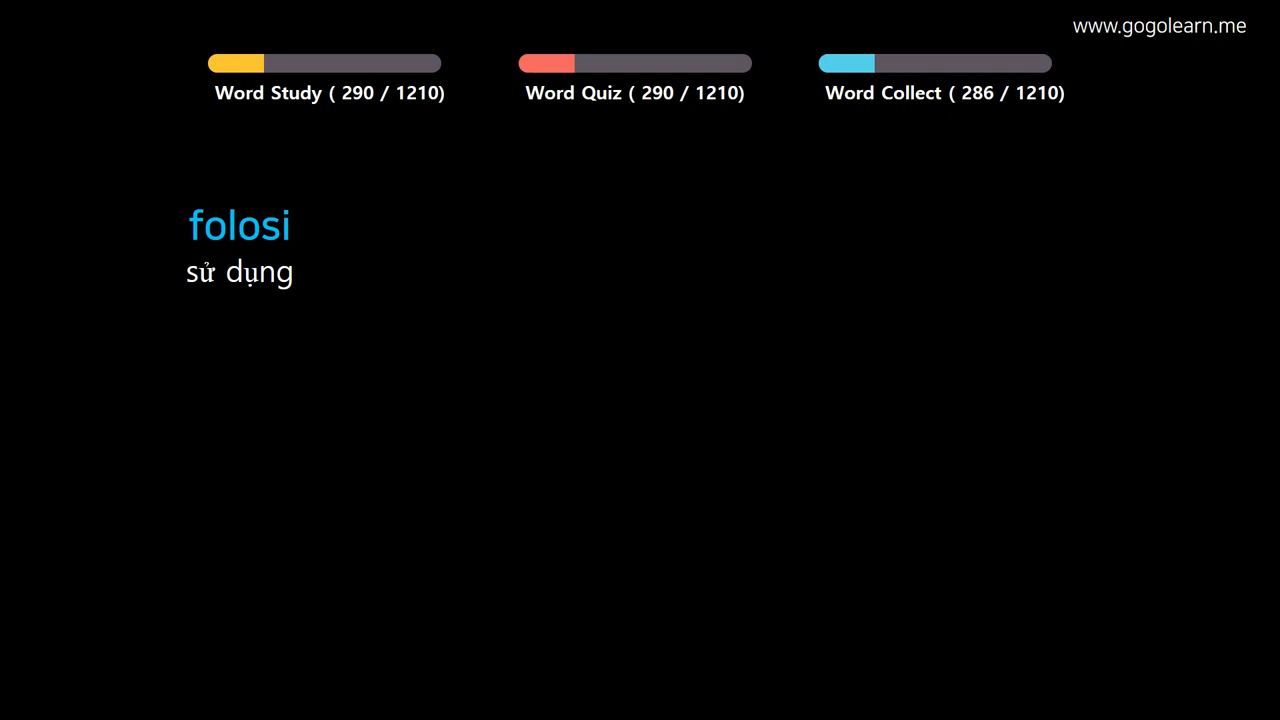 www.gogolearn.me
Word Study ( 290 / 1210)
Word Quiz ( 290 / 1210)
Word Collect ( 286 / 1210)
folosi
sử dụng